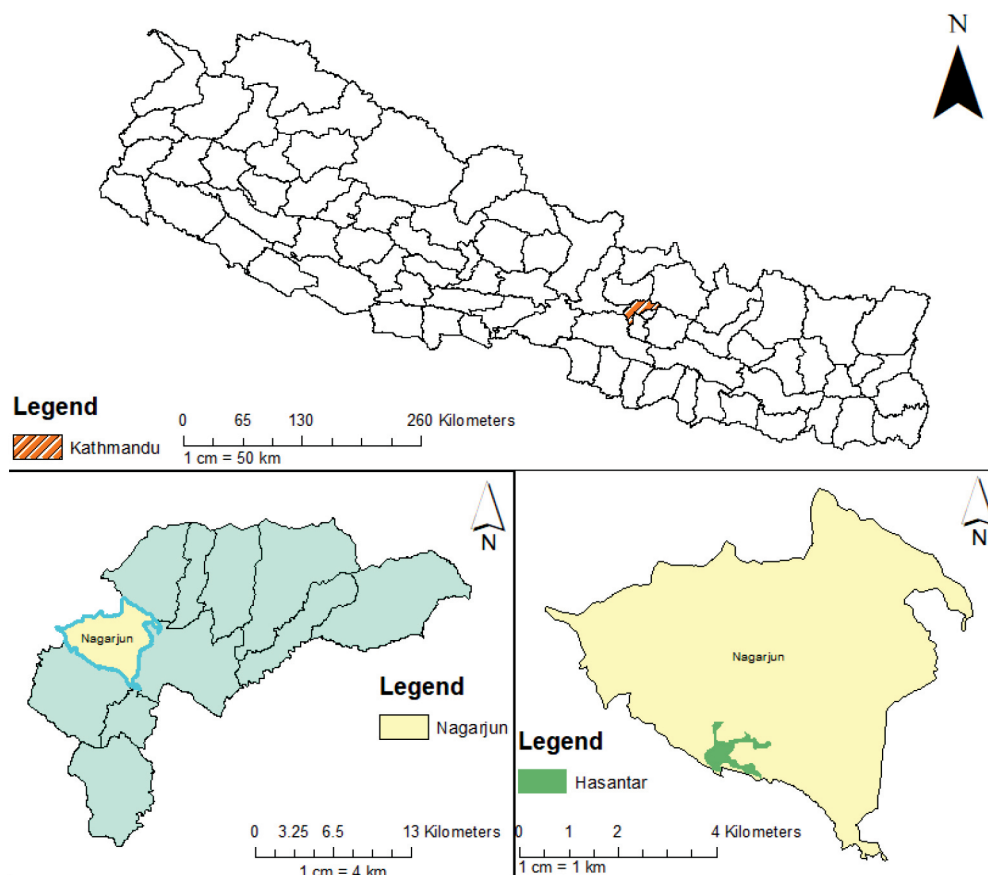 N
Legend
Kathmandu
0 65 130 260 Kilometers
1 cm = 50 km
N
Nagarjun
Legend
Nagarjun
0 3.25 6.5 13 Kilometers
1 cm = 4 km
N
Nagarjun
Legend
Hasantar
0 1 2 4 Kilometers
1 cm = 1 km